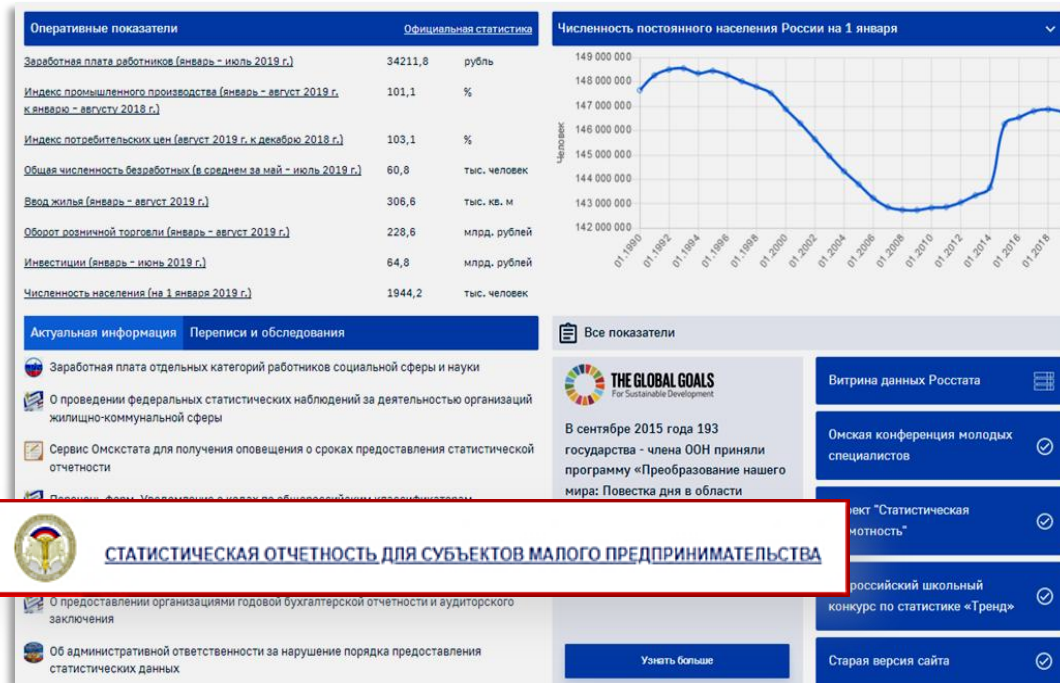 Оперативные показатели
Официальная статистика
Заработная плата работников (январь - июль 2019 г.) 34211,8 рубль
Индекс промышленного производства (январь - август 2019 г.
к январю - августу 2018 г.) 101,1 %
Индекс потребительских цен (август 2019 г. к декабрю 2018 г.) 103,1 %
Общая численность безработных (в среднем за май - июль 2019 г.) 60,8 тыс. человек
Ввод жилья (январь - август 2019 г.) 306,6 тыс. кв. м
Оборот розничной торговли (январь - август 2019 г.) 228,6 млрд. рублей
Инвестиции (январь - июнь 2019 г.) 64,8 млрд. рублей
Численность населения (на 1 января 2019 г.) 1944,2 тыс. человек
Численность постоянного населения России на 1 января
149 000 000
148 000 000
147 000 000
146 000 000
145 000 000
144 000 000
143 000 000
142 000 000
Человек
01.1990 01.1992 01.1994 01.1996 01.1998 01.2000 01.2002 01.2004 01.2006 01.2008 01.2010 01.2012 01.2014 01.2016 01.2018
Актуальная информация Переписи и обследования
Заработная плата отдельных категорий работников социальной сферы и науки
О проведении федеральных статистических наблюдений за деятельностью организаций
жилищно-коммунальной сферы
Сервис Омскстата для получения оповещения о сроках предоставления статистической
отчетности
СТАТИСТИЧЕСКАЯ ОТЧЕТНОСТЬ ДЛЯ СУБЪЕКТОВ МАЛОГО ПРЕДПРИНИМАТЕЛЬСТВА
О предоставлении организациями годовой бухгалтерской отчетности и аудиторского
заключения
Об административной ответственности за нарушение порядка предоставления
статистических данных
Все показатели
THE GLOBAL GOALS
For Sustainable Development
В сентябре 2015 года 193
государства - члена ООН приняли
программу «Преобразование нашего
мира: Повестка дня в области
Узнать больше
Витрина данных Росстата
Омская конференция молодых
специалистов
"Статистическая
российский школьный
конкурс по статистике «Тренд»
Старая версия сайта